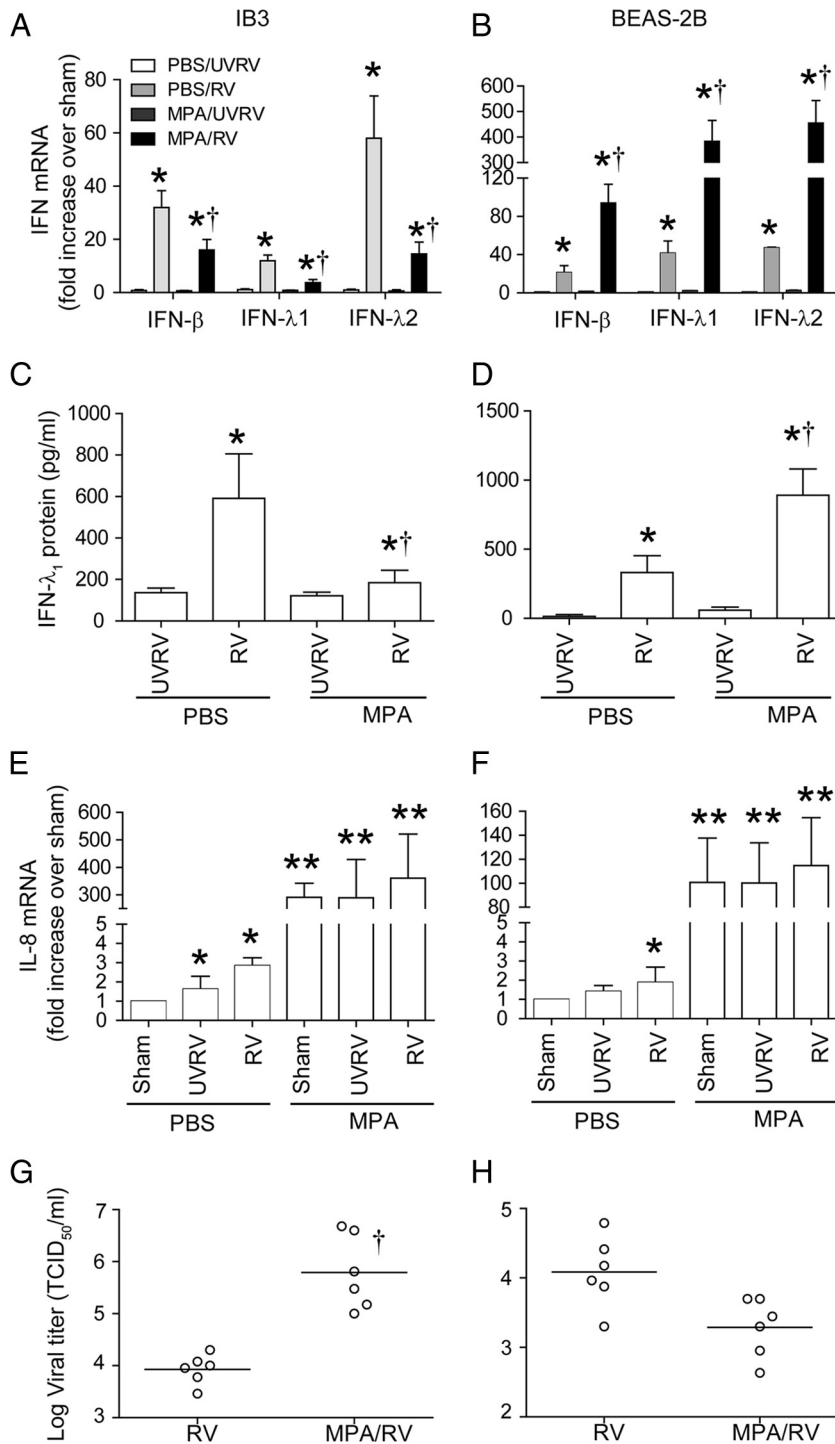 A
IB3
B
BEAS-2B
PBS/UVRV
PBS/RV
MPA/UVRV
MPA/RV
IFN mRNA
(fold increase over sham)
80
60
40
20
0
*
*†
*
*†
*
*†
IFN-β
IFN-λ1
IFN-λ2
600
500
400
300
120
80
40
0
*
*†
*
*†
*
*†
IFN-β
IFN-λ1
IFN-λ2
C
D
IFN-λ1 protein (pg/ml)
1000
800
600
400
200
0
*
*†
UVRV
RV
UVRV
RV
PBS
MPA
1500
1000
500
0
*
*†
UVRV
RV
UVRV
RV
PBS
MPA
E
F
IL-8 mRNA
(fold increase over sham)
600
500
400
300
5
4
3
2
1
0
*
*
**
**
**
Sham
UVRV
RV
Sham
UVRV
RV
PBS
MPA
160
140
120
100
80
5
4
3
2
1
0
*
**
**
**
Sham
UVRV
RV
Sham
UVRV
RV
PBS
MPA
G
H
Log Viral titer (TCID50/ml)
7
6
5
4
3
†
RV
MPA/RV
5
4
3
2
RV
MPA/RV